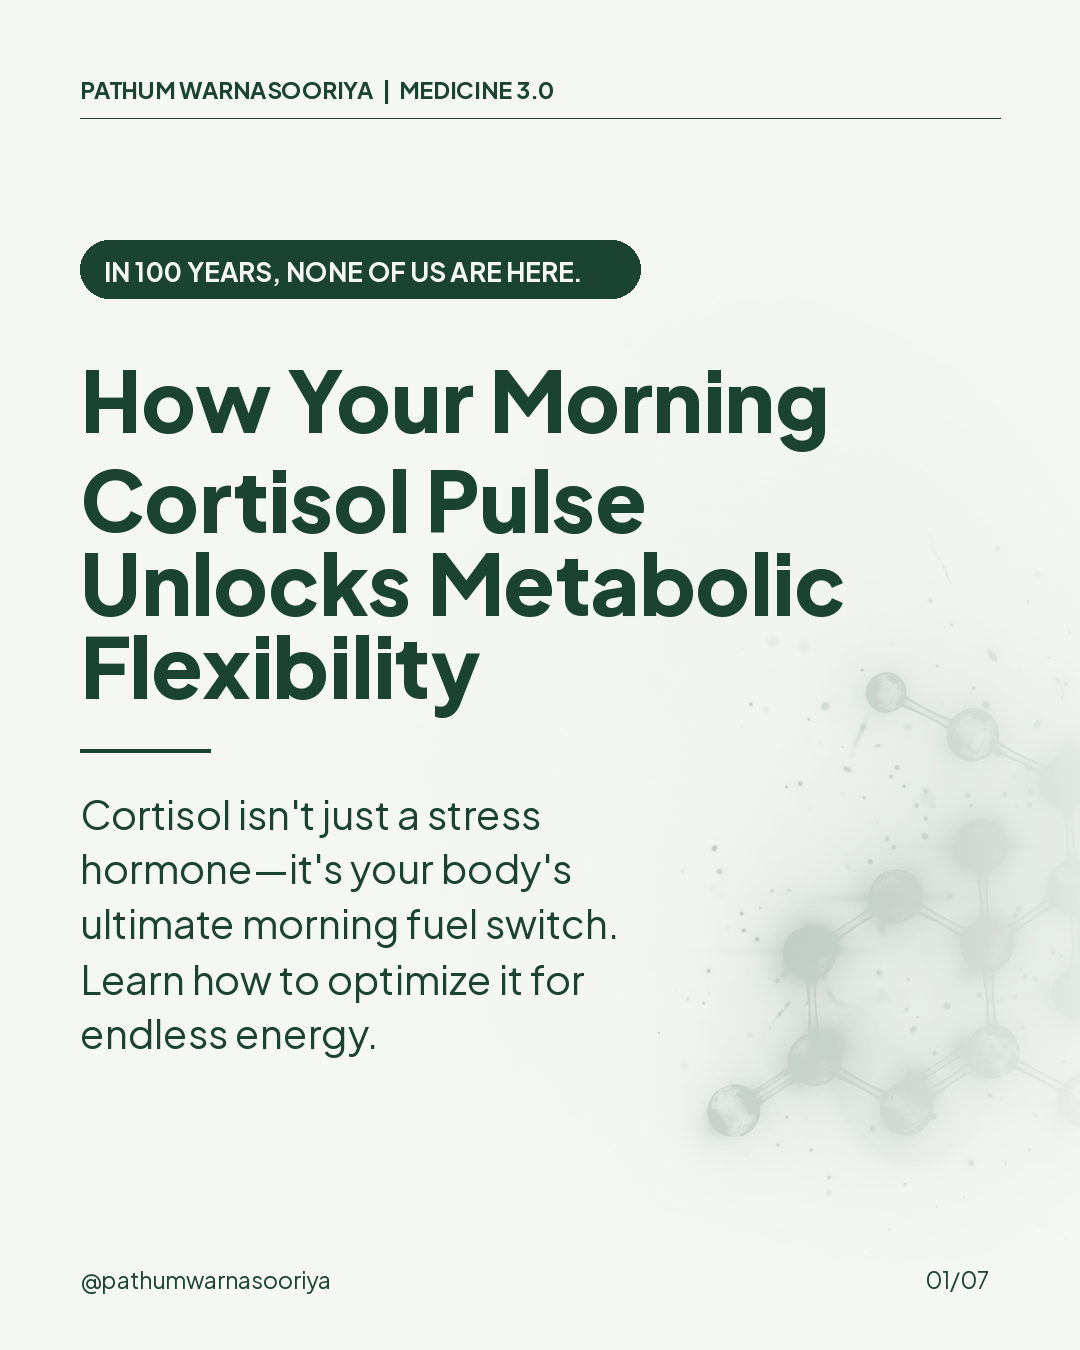 PATHUM WARNASOORIYA | MEDICINE 3.0
IN 100 YEARS, NONE OF US ARE HERE.
How Your Morning
Cortisol Pulse
Unlocks Metabolic
Flexibility
Cortisol isn't just a stress
hormone—it's your body's
ultimate morning fuel switch.
Learn how to optimize it for
endless energy.
@pathumwarnasooriya
01/07